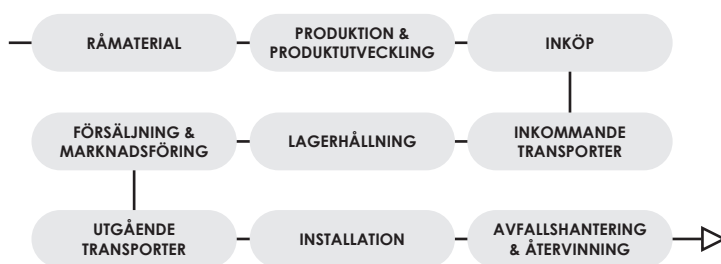 RÅMATERIAL
PRODUKTION &
PRODUKTUTVECKLING
INKÖP
FÖRSÄLJNING &
MARKNADSFÖRING
LAGERHÅLLNING
INKOMMANDE
TRANSPORTER
UTGÅENDE
TRANSPORTER
INSTALLATION
AVFALLSHANTERING
& ÅTERVINNING